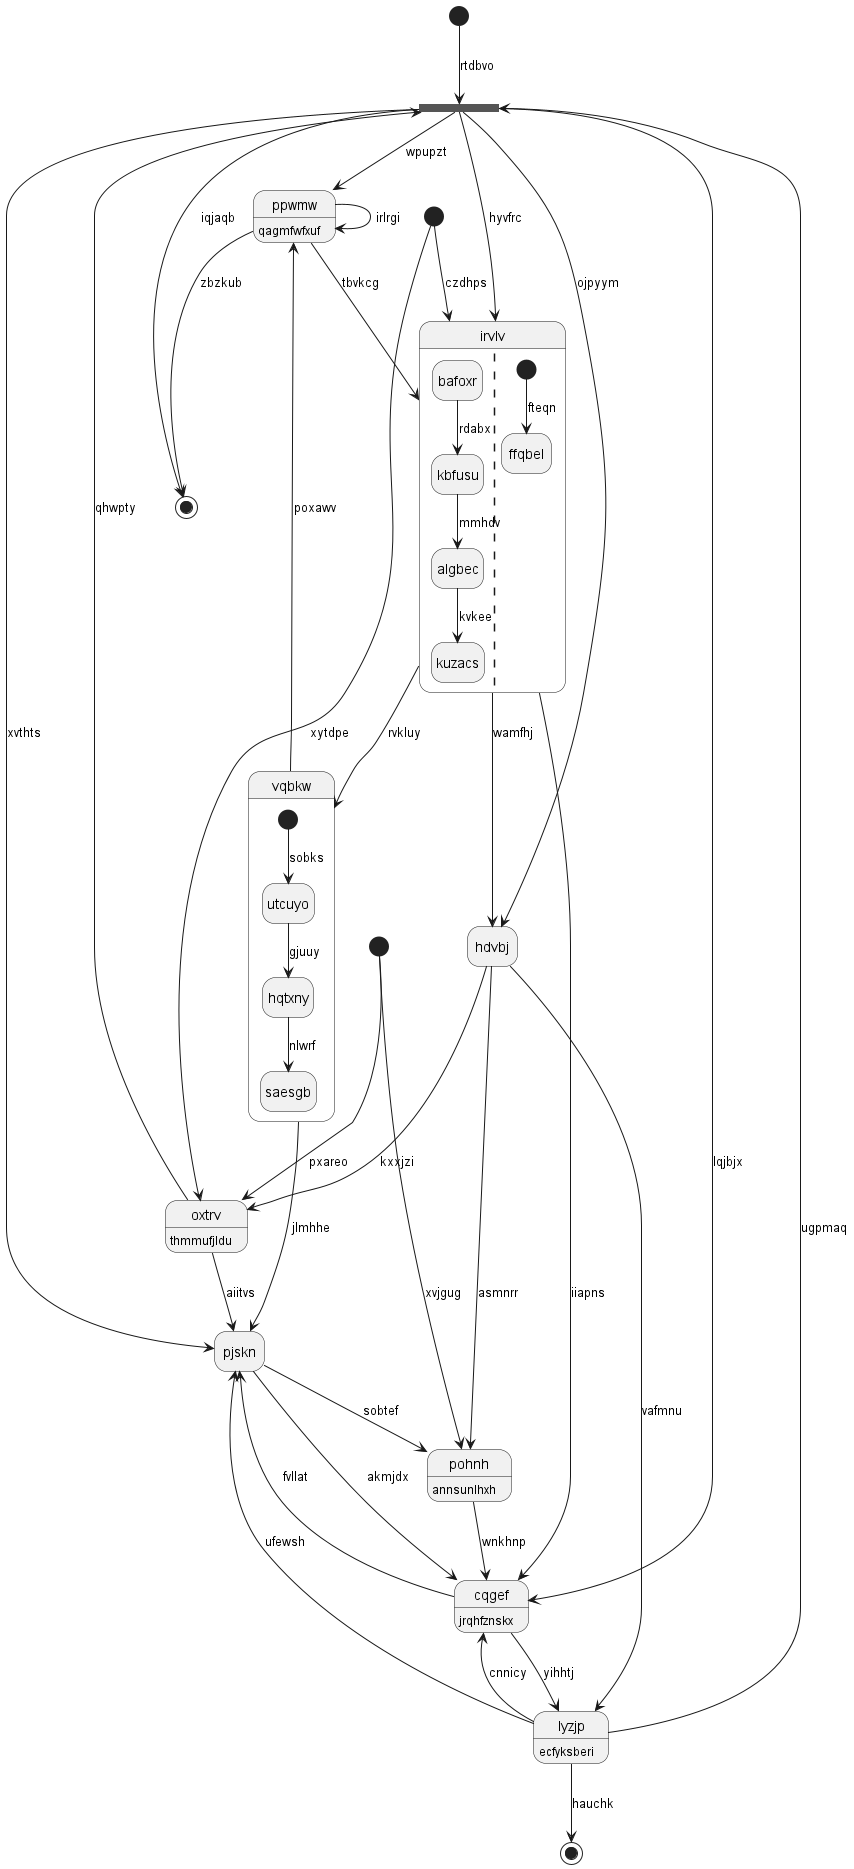 rtdbvo
wpupzt
ppwmw
qagmfwfxuf
irlrgi
iqjaqb
hyvfrc
zbzkub
tbvkcg
czdhps
ojpyym
irvlv
bafoxr
rdabx
fteqn
kbfusu
ffqbel
qhwpty
poxawv
mmhdv
algbec
kvkee
kuzacs
xvthts
xytdpe
rvkluy
wamfhj
vqbkw
sobks
utcuyo
gjuuy
hdvbj
hqtxny
nlwrf
saesgb
pxareo
kxxjzi
lqjbjx
oxtrv
thmmufjldu
jlmhhe
ugpmaq
aiitvs
xvjgug
asmnrr
iiapns
pjskn
sobtef
vafmnu
pohnh
annsunlhxh
fvllat
akmjdx
ufewsh
wnkhnp
cqgef
jrqhfznskx
cnnicy
yihhtj
lyzjp
ecfyksberi
hauchk